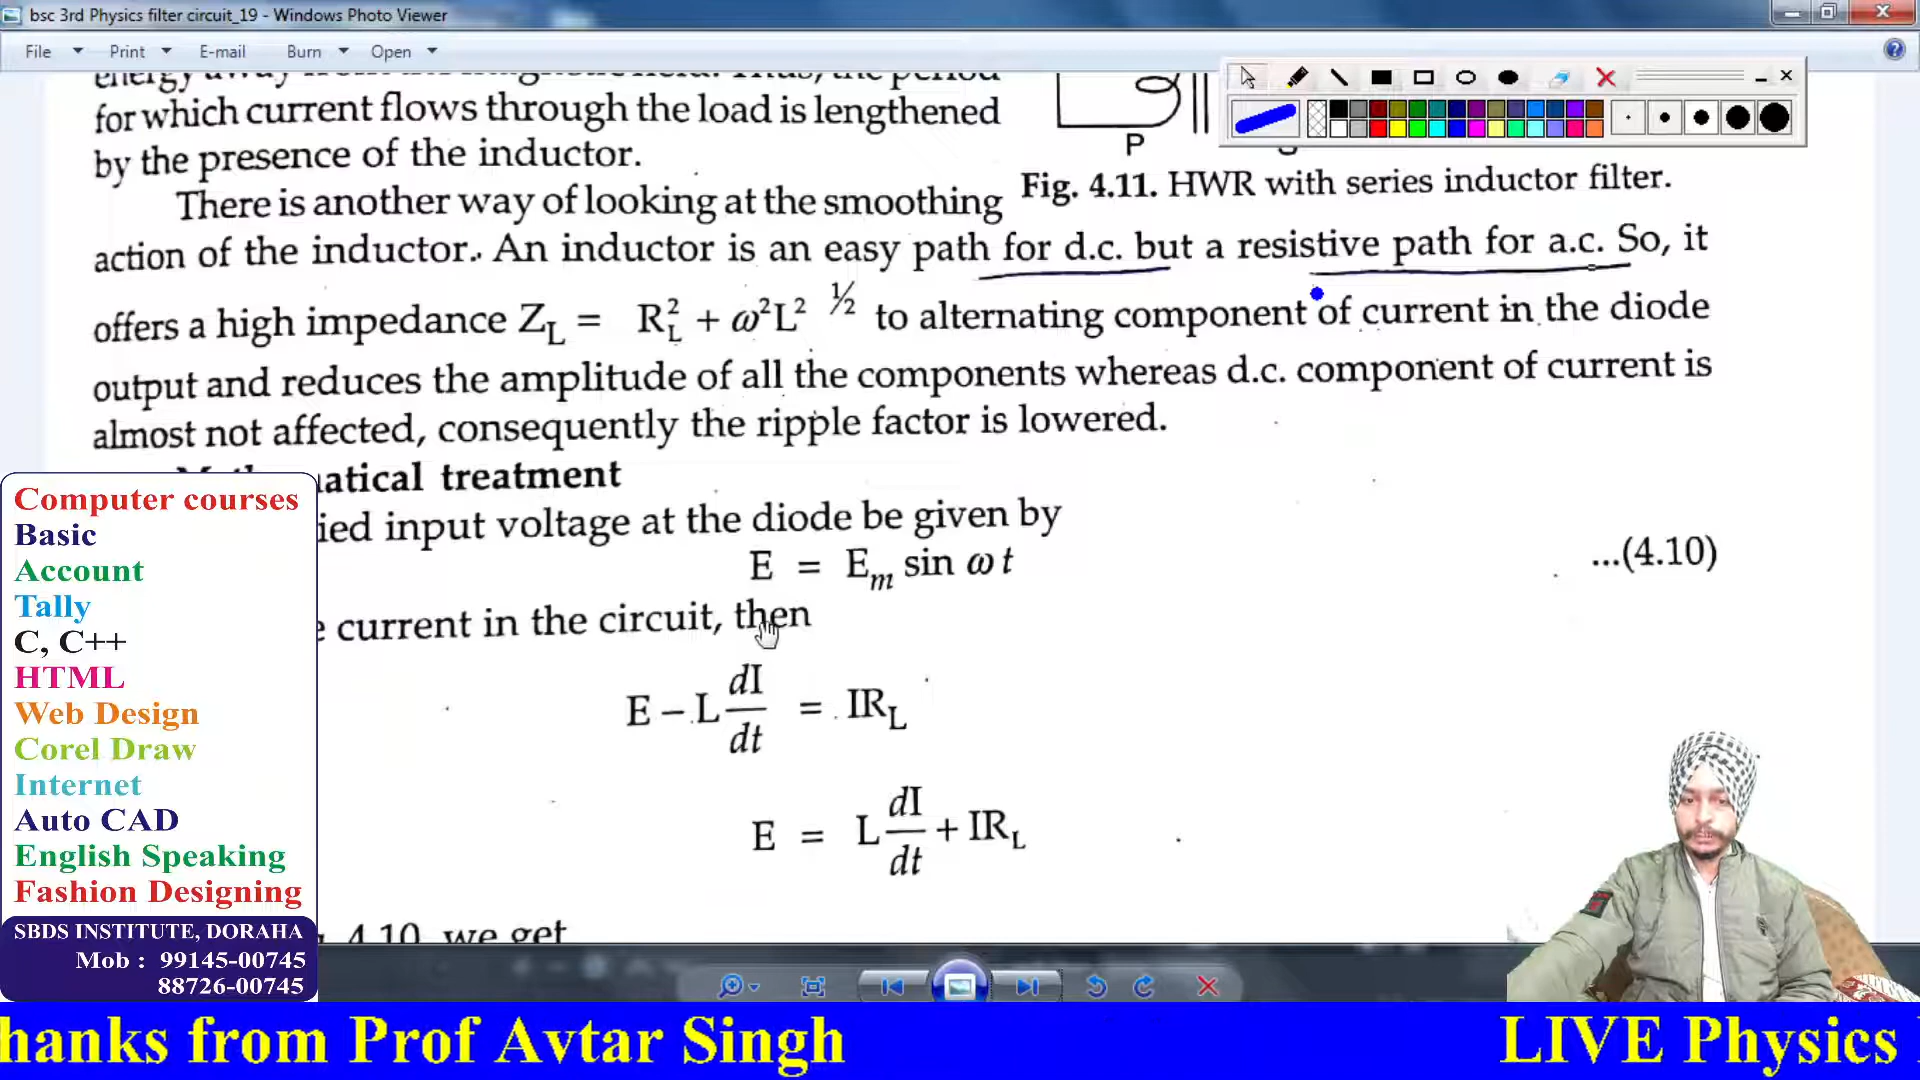 bsc 3rd Physics filter circuit_19 - Windows Photo Viewer
File Print E-mail Burn Open
for which current flows through the load is lengthened
by the presence of the inductor.
P
Fig. 4.11. HWR with series inductor filter.
There is another way of looking at the smoothing
action of the inductor. An inductor is an easy path for d.c. but a resistive path for a.c. So, it
offers a high impedance Z_L = R_L^2 + ω^2L^2 ^1/2 to alternating component of current in the diode
output and reduces the amplitude of all the components whereas d.c. component of current is
almost not affected, consequently the ripple factor is lowered.
atical treatment
ied input voltage at the diode be given by
E = E_m sin ω t ...(4.10)
current in the circuit, then
E – L dI/dt = IR_L
E = L dI/dt + IR_L
4.10, we get
Computer courses
Basic
Account
Tally
C, C++
HTML
Web Design
Corel Draw
Internet
Auto CAD
English Speaking
Fashion Designing
SBDS INSTITUTE, DORAHA
Mob : 99145-00745
88726-00745
hanks from Prof Avtar Singh LIVE Physics